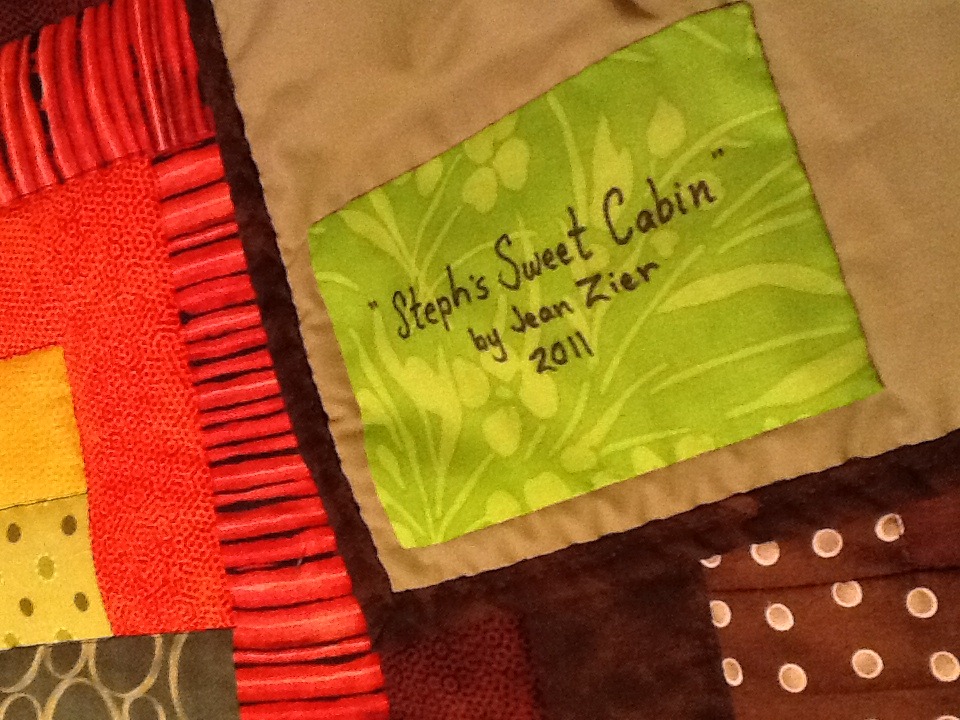 "Steph's Sweet Cabin"
by Jean Zier
2011